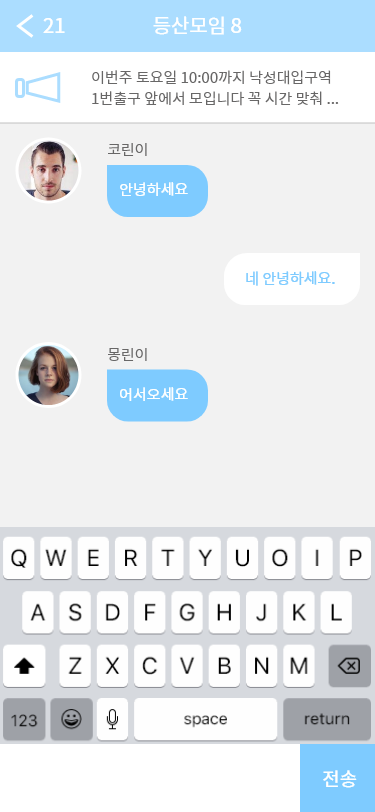 21 등산모임 8
이번주 토요일 10:00까지 낙성대입구역
1번출구 앞에서 모입니다 꼭 시간 맞춰 ...
코린이
안녕하세요
네 안녕하세요.
몽린이
어서오세요
Q W E R T Y U O I P
A S D F G H J K L
Z X C V B N M
123 space return
전송